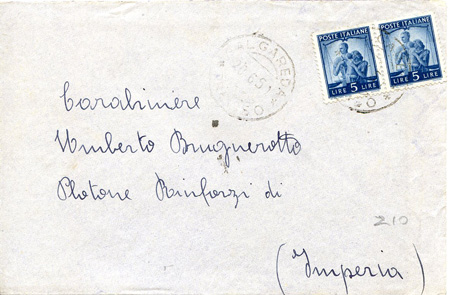 POSTE ITALIANE POSTE ITALIANE
LIRE 5 LIRE LIRE 5 LIRE
Carabiniere
Umberto Brugnerotto
Plotone Rinforzi di
210
(Imperia)